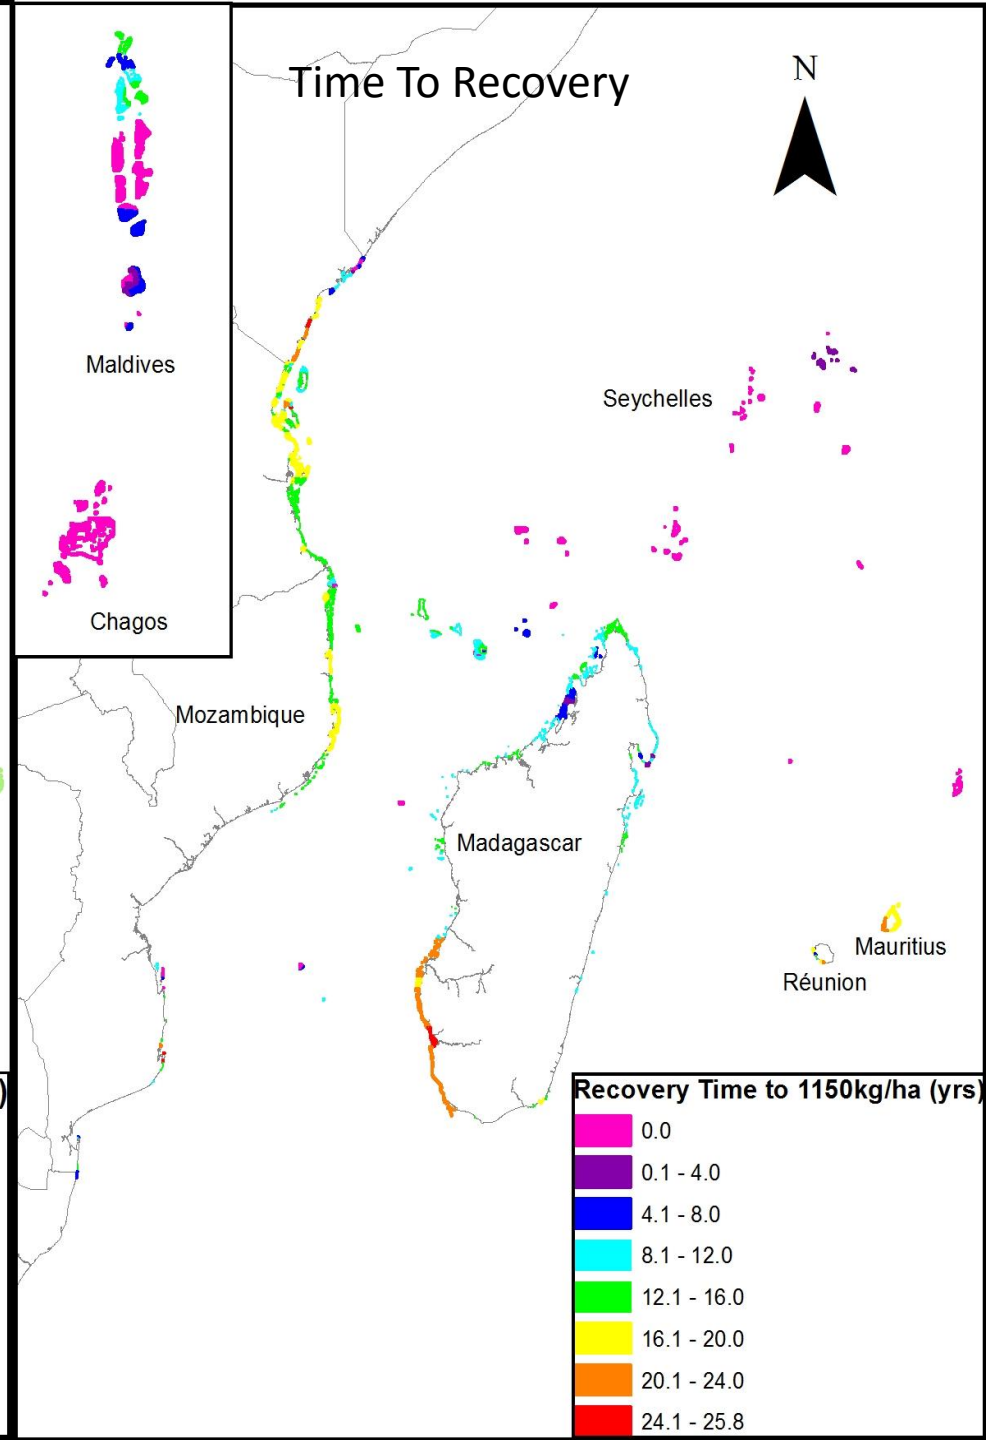 Time To Recovery
N
Maldives
Seychelles
Chagos
Mozambique
Madagascar
Mauritius
Réunion
)
Recovery Time to 1150kg/ha (yrs)
0.0
0.1 - 4.0
4.1 - 8.0
8.1 - 12.0
12.1 - 16.0
16.1 - 20.0
20.1 - 24.0
24.1 - 25.8